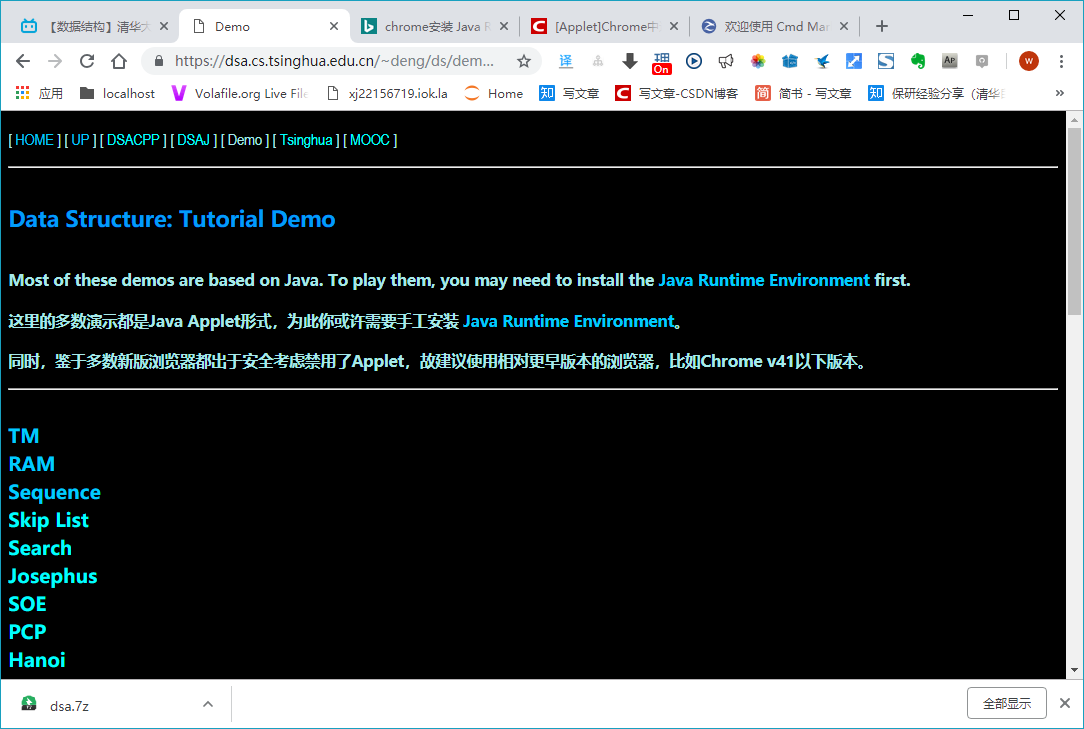 【数据结构】清华大
Demo
chrome安装 Java R
[Applet]Chrome中
欢迎使用 Cmd Mar
https://dsa.cs.tsinghua.edu.cn/~deng/ds/dem...
译
理
On
AP
W
应用
localhost
Volafile.org Live File
xj22156719.iok.la
Home
知 写文章
C 写文章-CSDN博客
简 简书 - 写文章
知 保研经验分享（清华
»
[ HOME ] [ UP ] [ DSACPP ] [ DSAJ ] [ Demo ] [ Tsinghua ] [ MOOC ]
Data Structure: Tutorial Demo
Most of these demos are based on Java. To play them, you may need to install the Java Runtime Environment first.
这里的多数演示都是Java Applet形式，为此你或许需要手工安装 Java Runtime Environment。
同时，鉴于多数新版浏览器都出于安全考虑禁用了Applet，故建议使用相对更早版本的浏览器，比如Chrome v41以下版本。
TM
RAM
Sequence
Skip List
Search
Josephus
SOE
PCP
Hanoi
dsa.7z
全部显示